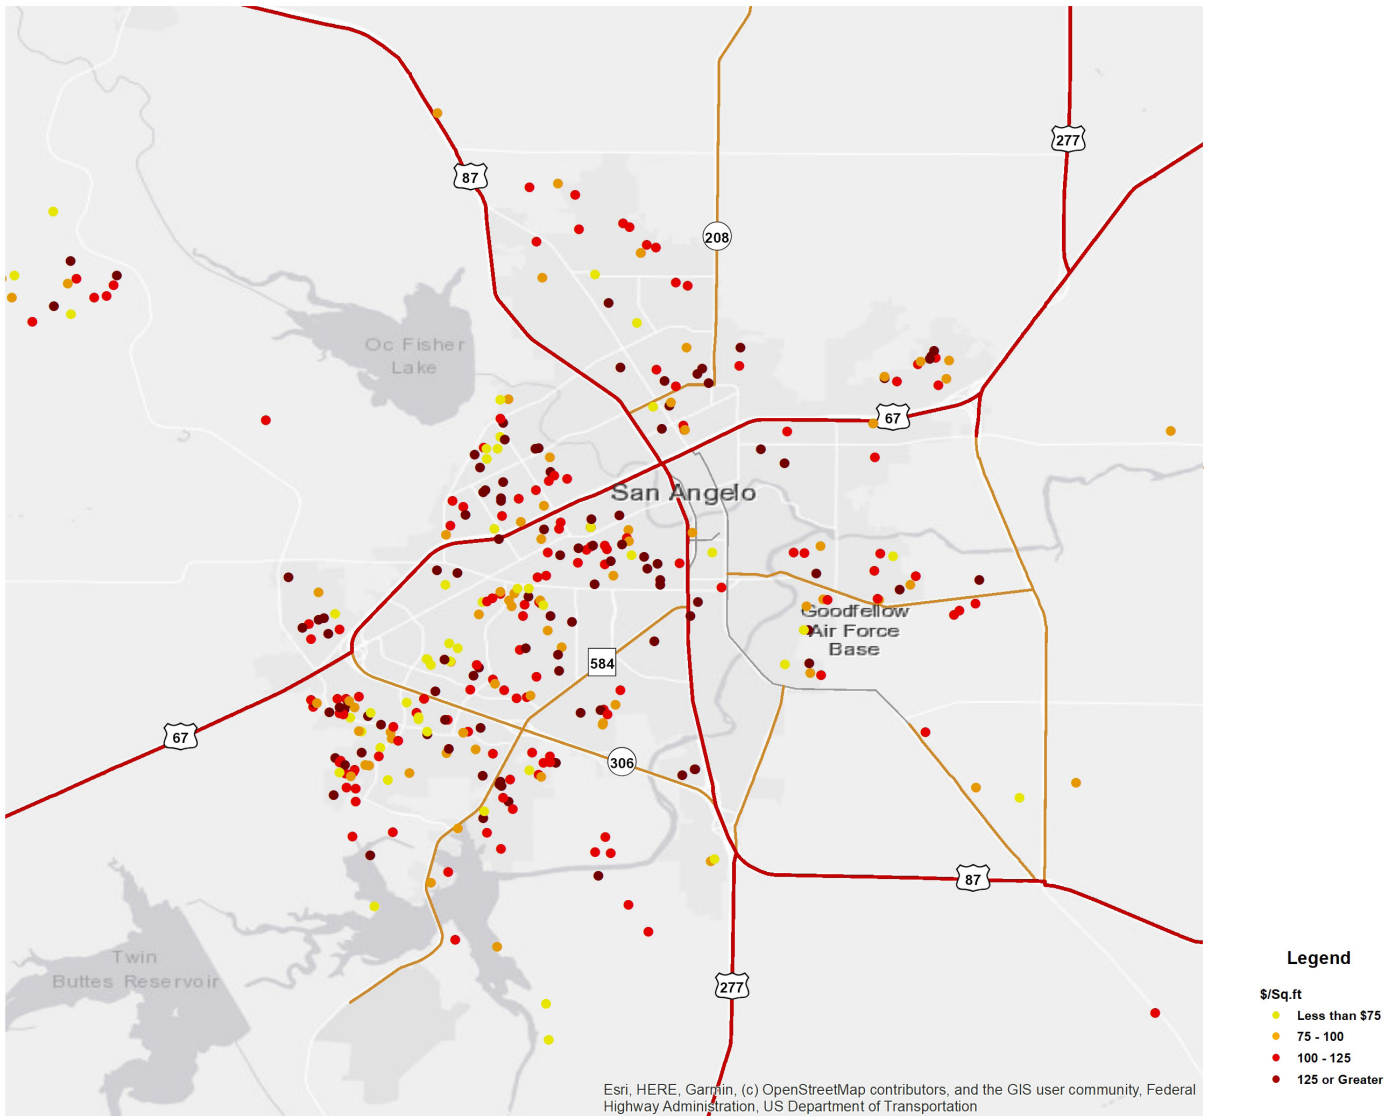 277
87
208
Oc Fisher
Lake
67
San Angelo
Goodfellow
Air Force
Base
584
67
306
87
Twin
Buttes Reservoir
277
Legend
$/Sq.ft
Less than $75
75 - 100
100 - 125
125 or Greater
Esri, HERE, Garmin, (c) OpenStreetMap contributors, and the GIS user community, Federal
Highway Administration, US Department of Transportation